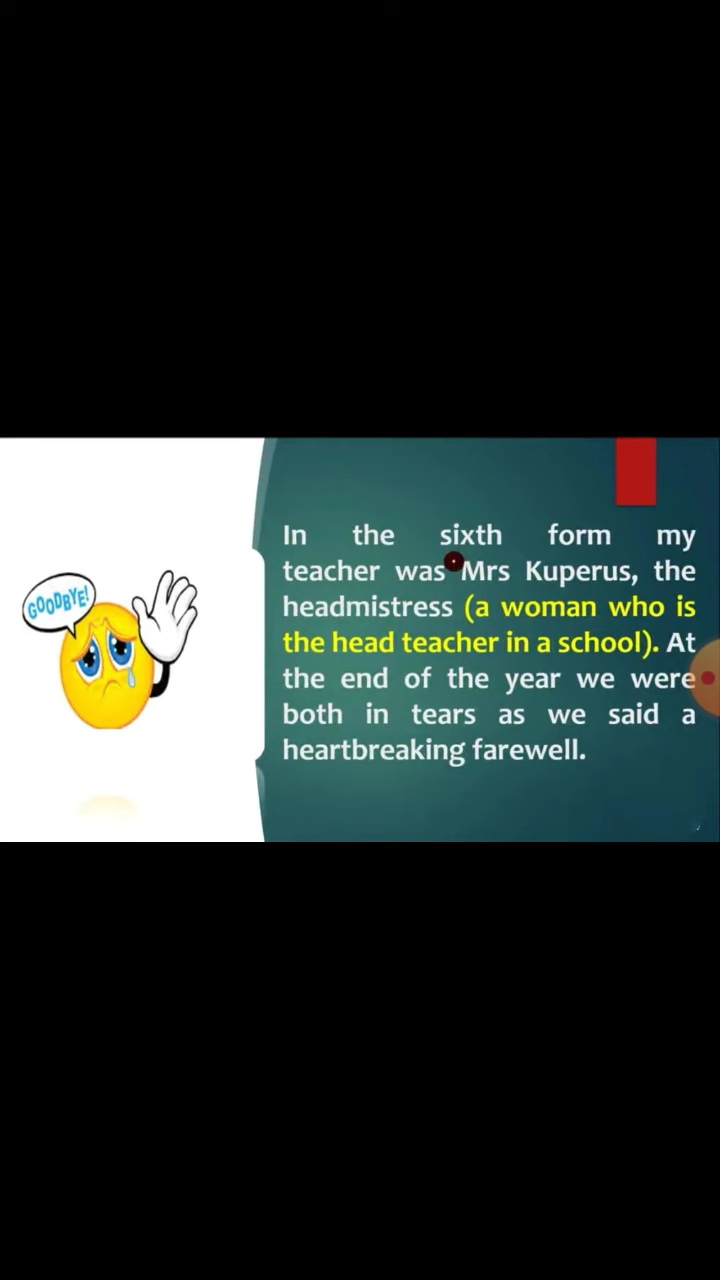 GOODBYE!
In the sixth form my
teacher was Mrs Kuperus, the
headmistress (a woman who is
the head teacher in a school). At
the end of the year we were
both in tears as we said a
heartbreaking farewell.